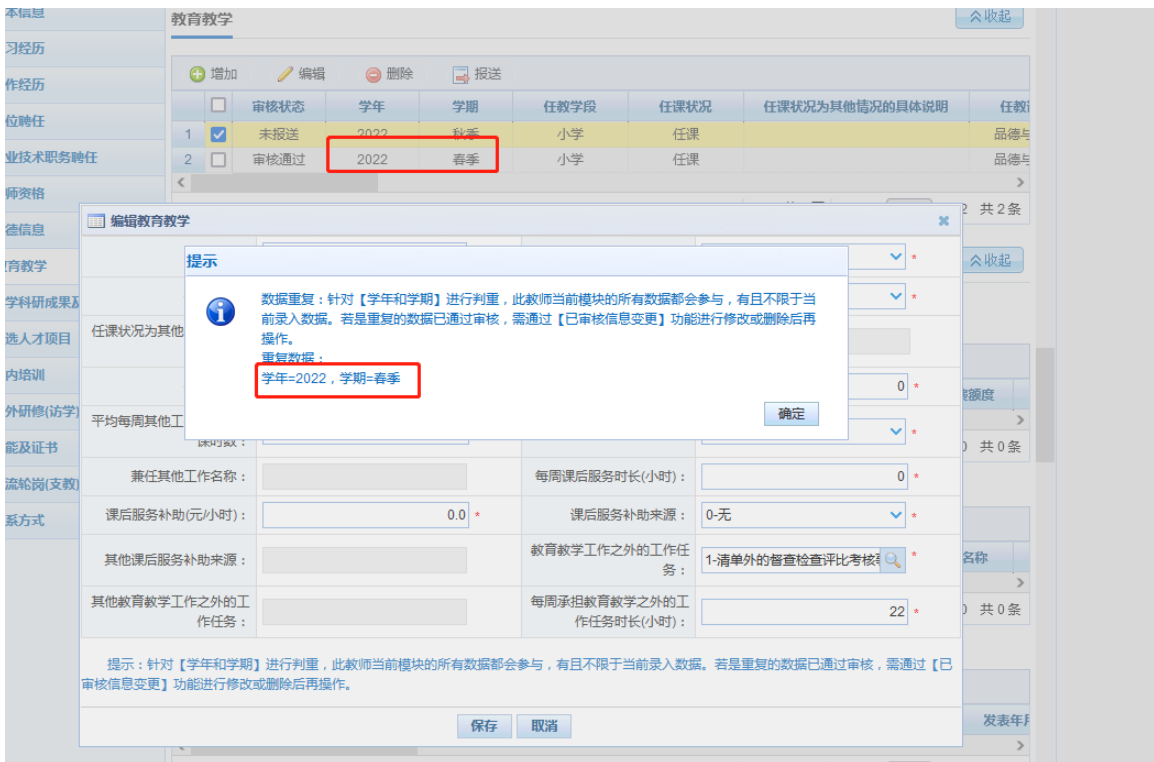 本信息
教育教学
收起
习经历
增加 编辑 删除 报送
作经历
审核状态 学年 学期 任教学段 任课状况 任课状况为其他情况的具体说明 任教
位聘任
1 未报送 2022 秋季 小学 任课 品德与
业技术职务聘任
2 审核通过 2022 春季 小学 任课 品德与
师资格
2 共2条
编辑教育教学
德信息
提示
育教学
收起
数据重复：针对【学年和学期】进行判重，此教师当前模块的所有数据都会参与，有且不限于当
学科研成果及
前录入数据。若是重复的数据已通过审核，需通过【已审核信息变更】功能进行修改或删除后再
任课状况为其他
选人才项目
操作。
重复数据：
内培训
学年=2022，学期=春季
0 *
额度
外研修(访学)
确定
平均每周其他工
课时数：
能及证书
共0条
兼任其他工作名称：
每周课后服务时长(小时)：
0 *
流轮岗(支教)
课后服务补助(元/小时)：
0.0 *
课后服务补助来源：
0-无 *
系方式
其他课后服务补助来源：
教育教学工作之外的工作任
务：
1-清单外的督查检查评比考核 *
名称
其他教育教学工作之外的工
作任务：
每周承担教育教学之外的工
作任务时长(小时)：
22 *
共0条
提示：针对【学年和学期】进行判重，此教师当前模块的所有数据都会参与，有且不限于当前录入数据。若是重复的数据已通过审核，需通过【已
审核信息变更】功能进行修改或删除后再操作。
保存 取消
发表年月